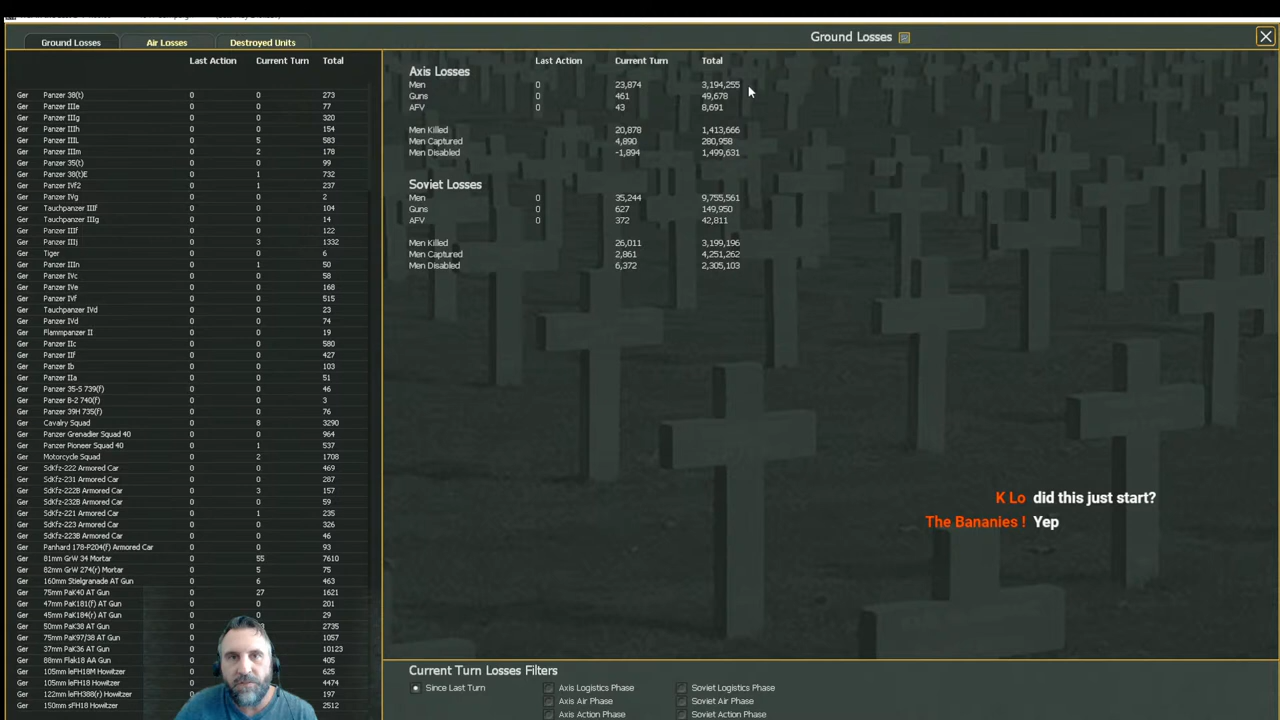 Ground Losses Air Losses Destroyed Units
Ground Losses
Last Action Current Turn Total
Ger Panzer 38(t) 0 0 273
Ger Panzer IIIe 0 0 77
Ger Panzer IIIg 0 0 320
Ger Panzer IIIh 0 0 154
Ger Panzer IIIL 0 5 583
Ger Panzer IIIm 0 2 178
Ger Panzer 35(t) 0 0 99
Ger Panzer 38(t)E 0 1 732
Ger Panzer IVf2 0 1 237
Ger Panzer IVg 0 0 2
Ger Tauchpanzer IIIf 0 0 104
Ger Tauchpanzer IIIg 0 0 14
Ger Panzer IIIf 0 0 122
Ger Panzer IIIj 0 3 1332
Ger Tiger 0 0 6
Ger Panzer IIIn 0 1 50
Ger Panzer IVc 0 0 58
Ger Panzer IVe 0 0 168
Ger Panzer IVf 0 0 515
Ger Tauchpanzer IVd 0 0 23
Ger Panzer IVd 0 0 74
Ger Flammpanzer II 0 0 19
Ger Panzer IIc 0 0 580
Ger Panzer IIf 0 0 427
Ger Panzer Ib 0 0 103
Ger Panzer IIa 0 0 51
Ger Panzer 35-S 739(f) 0 0 46
Ger Panzer B-2 740(f) 0 0 3
Ger Panzer 39H 735(f) 0 0 76
Ger Cavalry Squad 0 8 3290
Ger Panzer Grenadier Squad 40 0 0 964
Ger Panzer Pioneer Squad 40 0 1 537
Ger Motorcycle Squad 0 2 1708
Ger SdKfz-222 Armored Car 0 0 469
Ger SdKfz-231 Armored Car 0 0 287
Ger SdKfz-222B Armored Car 0 3 157
Ger SdKfz-232B Armored Car 0 0 59
Ger SdKfz-221 Armored Car 0 1 235
Ger SdKfz-223 Armored Car 0 0 326
Ger SdKfz-223B Armored Car 0 0 46
Ger Panhard 178-P204(f) Armored Car 0 0 93
Ger 81mm GrW 34 Mortar 0 55 7610
Ger 82mm GrW 274(r) Mortar 0 5 75
Ger 160mm Stielgranade AT Gun 0 6 463
Ger 75mm PaK40 AT Gun 0 27 1621
Ger 47mm PaK181(f) AT Gun 0 0 201
Ger 45mm PaK184(r) AT Gun 0 0 29
Ger 50mm PaK38 AT Gun 0 2735
Ger 75mm PaK97/38 AT Gun 0 1057
Ger 37mm PaK36 AT Gun 0 10123
Ger 88mm Flak18 AA Gun 0 405
Ger 105mm leFH18M Howitzer 0 625
Ger 105mm leFH18 Howitzer 0 4474
Ger 122mm leFH388(r) Howitzer 0 197
Ger 150mm sFH18 Howitzer 0 2512
Last Action Current Turn Total
Axis Losses
Men 0 23,874 3,194,255
Guns 0 461 49,678
AFV 0 43 8,691
Men Killed 20,878 1,413,666
Men Captured 4,890 280,958
Men Disabled -1,894 1,499,631
Soviet Losses
Men 0 35,244 9,755,561
Guns 0 627 149,950
AFV 0 372 42,811
Men Killed 26,011 3,199,196
Men Captured 2,861 4,251,262
Men Disabled 6,372 2,305,103
K Lo did this just start?
The Bananies ! Yep
Current Turn Losses Filters
Since Last Turn Axis Logistics Phase Soviet Logistics Phase
Axis Air Phase Soviet Air Phase
Axis Action Phase Soviet Action Phase